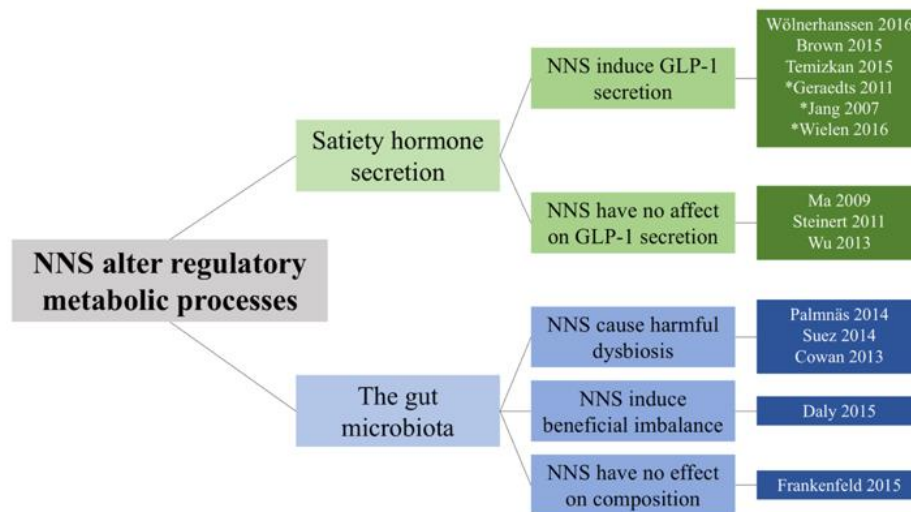 NNS alter regulatory
metabolic processes
Satiety hormone
secretion
NNS induce GLP-1
secretion
Wölnerhanssen 2016
Brown 2015
Temizkan 2015
*Geraedts 2011
*Jang 2007
*Wielen 2016
NNS have no affect
on GLP-1 secretion
Ma 2009
Steinert 2011
Wu 2013
The gut
microbiota
NNS cause harmful
dysbiosis
Palmnäs 2014
Suez 2014
Cowan 2013
NNS induce
beneficial imbalance
Daly 2015
NNS have no effect
on composition
Frankenfeld 2015